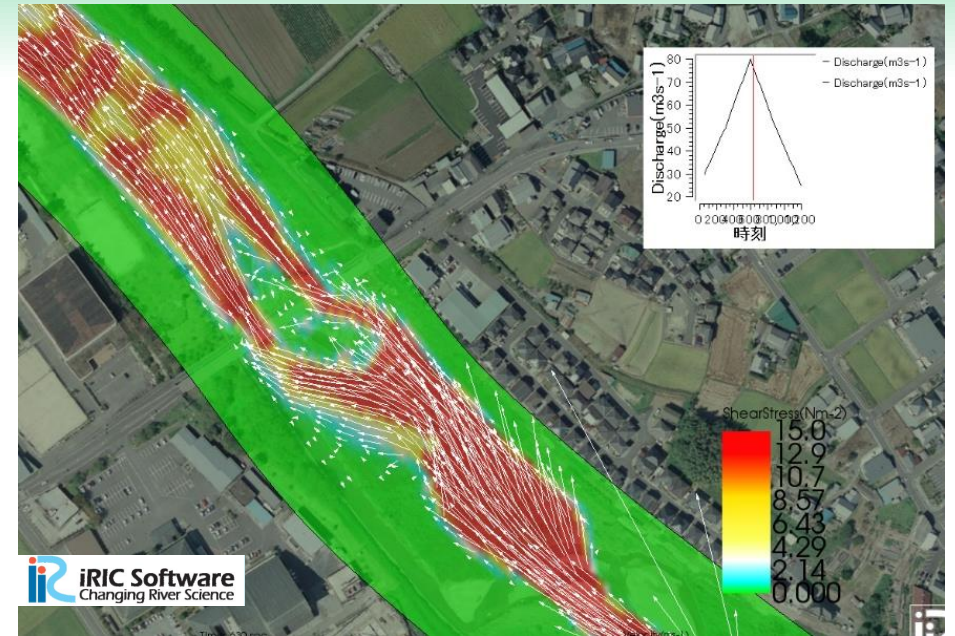 80
70
60
50
40
30
20
Discharge(m3s-1)
Discharge(m3s-1)
Discharge(m3s-1)
時刻
ShearStress(Nm-2)
15.0
12.9
10.7
8.57
6.43
4.29
2.14
0.000
iRIC Software
Changing River Science